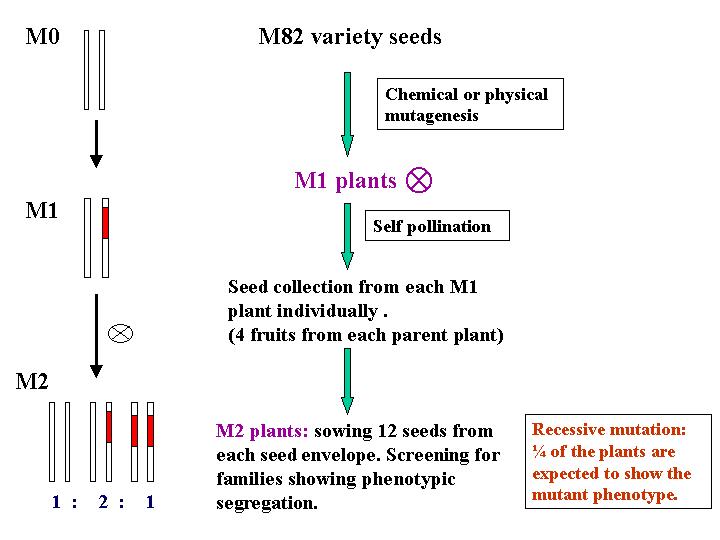 M0
M82 variety seeds
Chemical or physical
mutagenesis
M1 plants
M1
Self pollination
Seed collection from each M1
plant individually .
(4 fruits from each parent plant)
M2
M2 plants: sowing 12 seeds from
each seed envelope. Screening for
families showing phenotypic
segregation.
Recessive mutation:
¼ of the plants are
expected to show the
mutant phenotype.
1 : 2 : 1